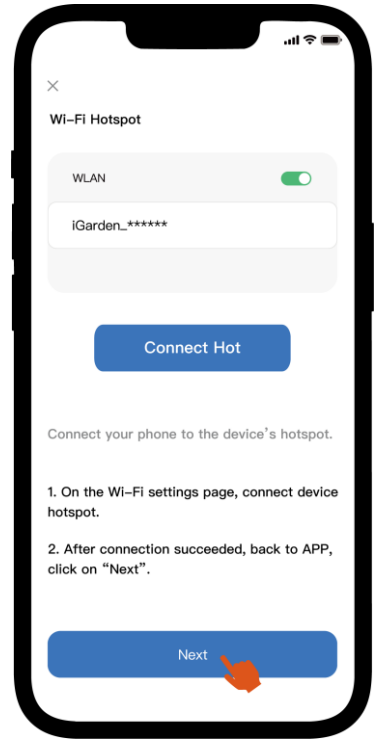 Wi-Fi Hotspot
WLAN
iGarden_******
Connect Hot
Connect your phone to the device's hotspot.
1. On the Wi-Fi settings page, connect device
hotspot.
2. After connection succeeded, back to APP,
click on “Next”.
Next